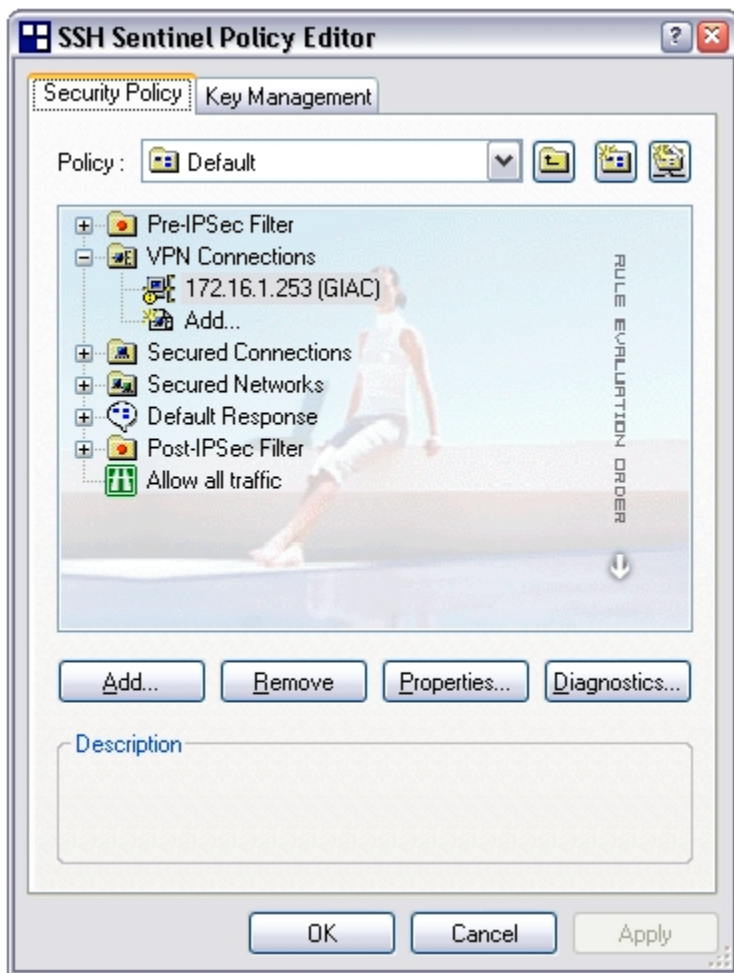 SSH Sentinel Policy Editor
Security Policy
Key Management
Policy :
Default
Pre-IPSec Filter
VPN Connections
172.16.1.253 (GIAC)
Add...
Secured Connections
Secured Networks
Default Response
Post-IPSec Filter
Allow all traffic
RULE EVALUATION ORDER
Add...
Remove
Properties...
Diagnostics...
Description
OK
Cancel
Apply